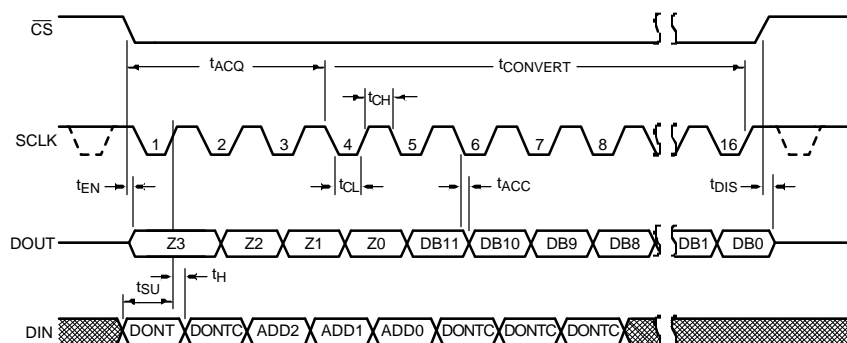 CS
tACQ
tCONVERT
tCH
SCLK
1 2 3 4 5 6 7 8 16
tEN
tCL
tACC
tDIS
DOUT
Z3 Z2 Z1 Z0 DB11 DB10 DB9 DB8 DB1 DB0
tSU
tH
DIN
DONT DONTC ADD2 ADD1 ADD0 DONTC DONTC DONTC